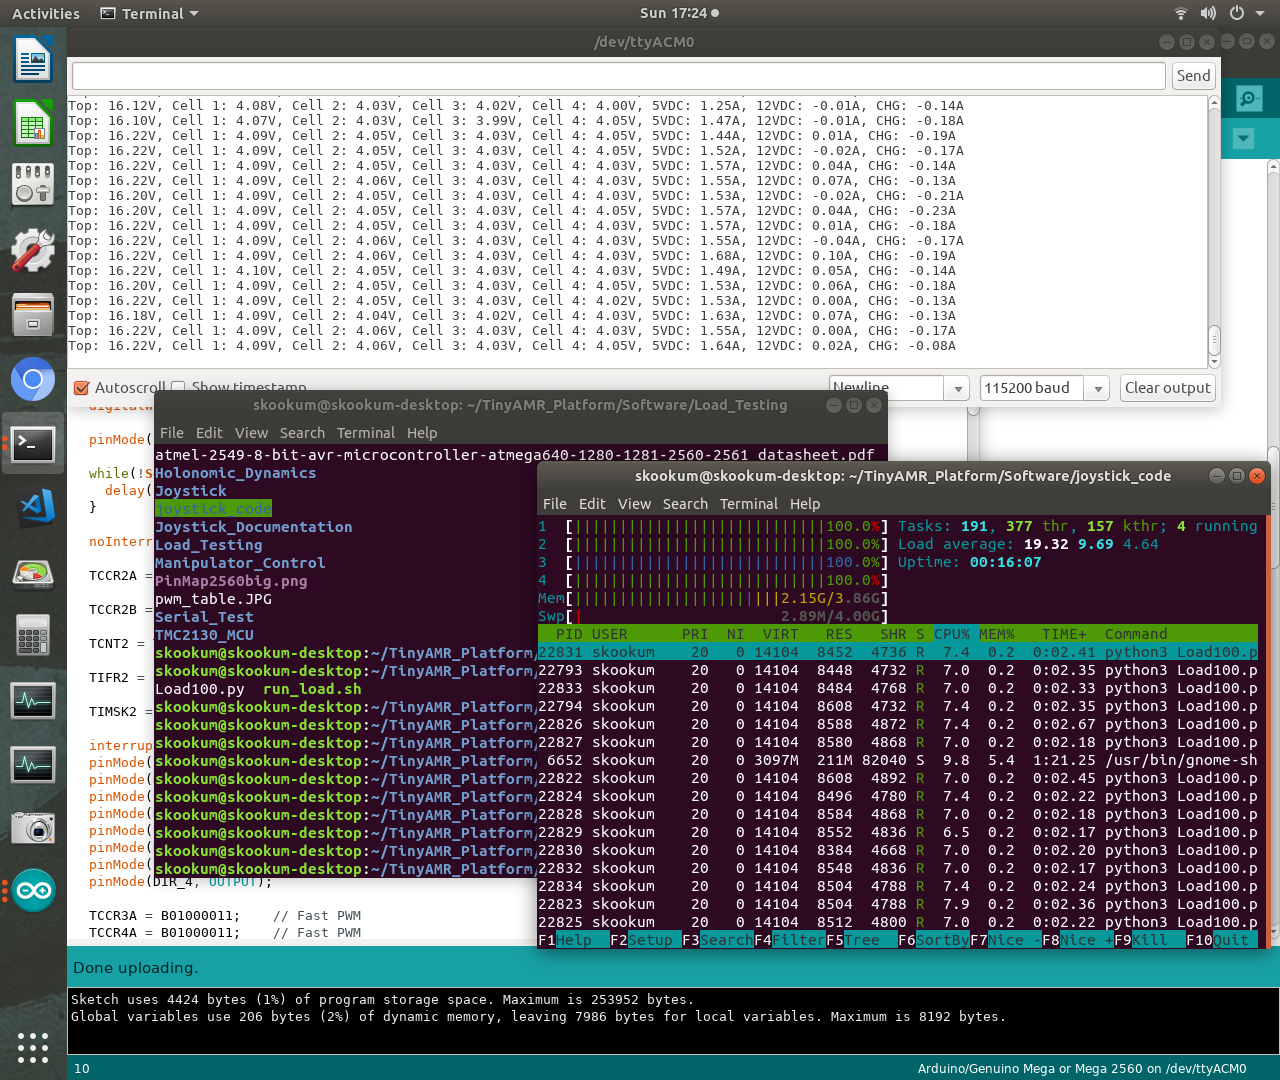 Activities
Terminal
Sun 17:24
/dev/ttyACM0
Send
Top: 16.12V, Cell 1: 4.08V, Cell 2: 4.03V, Cell 3: 4.02V, Cell 4: 4.00V, 5VDC: 1.25A, 12VDC: -0.01A, CHG: -0.14A
Top: 16.10V, Cell 1: 4.07V, Cell 2: 4.03V, Cell 3: 3.99V, Cell 4: 4.05V, 5VDC: 1.47A, 12VDC: -0.01A, CHG: -0.18A
Top: 16.22V, Cell 1: 4.09V, Cell 2: 4.05V, Cell 3: 4.03V, Cell 4: 4.05V, 5VDC: 1.44A, 12VDC: 0.01A, CHG: -0.19A
Top: 16.22V, Cell 1: 4.09V, Cell 2: 4.05V, Cell 3: 4.03V, Cell 4: 4.05V, 5VDC: 1.52A, 12VDC: -0.02A, CHG: -0.17A
Top: 16.22V, Cell 1: 4.09V, Cell 2: 4.05V, Cell 3: 4.03V, Cell 4: 4.03V, 5VDC: 1.57A, 12VDC: 0.04A, CHG: -0.14A
Top: 16.22V, Cell 1: 4.09V, Cell 2: 4.06V, Cell 3: 4.03V, Cell 4: 4.03V, 5VDC: 1.55A, 12VDC: 0.07A, CHG: -0.13A
Top: 16.20V, Cell 1: 4.09V, Cell 2: 4.05V, Cell 3: 4.03V, Cell 4: 4.03V, 5VDC: 1.53A, 12VDC: -0.02A, CHG: -0.21A
Top: 16.20V, Cell 1: 4.09V, Cell 2: 4.05V, Cell 3: 4.03V, Cell 4: 4.05V, 5VDC: 1.57A, 12VDC: 0.04A, CHG: -0.23A
Top: 16.22V, Cell 1: 4.09V, Cell 2: 4.05V, Cell 3: 4.03V, Cell 4: 4.03V, 5VDC: 1.57A, 12VDC: 0.01A, CHG: -0.18A
Top: 16.22V, Cell 1: 4.09V, Cell 2: 4.06V, Cell 3: 4.03V, Cell 4: 4.03V, 5VDC: 1.55A, 12VDC: -0.04A, CHG: -0.17A
Top: 16.22V, Cell 1: 4.09V, Cell 2: 4.06V, Cell 3: 4.03V, Cell 4: 4.03V, 5VDC: 1.68A, 12VDC: 0.10A, CHG: -0.19A
Top: 16.22V, Cell 1: 4.10V, Cell 2: 4.05V, Cell 3: 4.03V, Cell 4: 4.03V, 5VDC: 1.49A, 12VDC: 0.05A, CHG: -0.14A
Top: 16.20V, Cell 1: 4.09V, Cell 2: 4.05V, Cell 3: 4.03V, Cell 4: 4.05V, 5VDC: 1.53A, 12VDC: 0.06A, CHG: -0.18A
Top: 16.22V, Cell 1: 4.09V, Cell 2: 4.05V, Cell 3: 4.03V, Cell 4: 4.02V, 5VDC: 1.53A, 12VDC: 0.00A, CHG: -0.13A
Top: 16.18V, Cell 1: 4.09V, Cell 2: 4.04V, Cell 3: 4.02V, Cell 4: 4.03V, 5VDC: 1.63A, 12VDC: 0.07A, CHG: -0.13A
Top: 16.22V, Cell 1: 4.09V, Cell 2: 4.06V, Cell 3: 4.03V, Cell 4: 4.03V, 5VDC: 1.55A, 12VDC: 0.00A, CHG: -0.17A
Top: 16.22V, Cell 1: 4.09V, Cell 2: 4.06V, Cell 3: 4.03V, Cell 4: 4.05V, 5VDC: 1.64A, 12VDC: 0.02A, CHG: -0.08A
Autoscroll
Show timestamp
Newline
115200 baud
Clear output
pinMode(
while(!S
delay(
}
noInterr
TCCR2A =
TCCR2B =
TCNT2 =
TIFR2 =
TIMSK2 =
interrup
pinMode(
pinMode(
pinMode(
pinMode(
pinMode(
pinMode(
pinMode(
pinMode(DIR_4, OUTPUT);
TCCR3A = B01000011; // Fast PWM
TCCR4A = B01000011; // Fast PWM
skookum@skookum-desktop: ~/TinyAMR_Platform/Software/Load_Testing
File Edit View Search Terminal Help
atmel-2549-8-bit-avr-microcontroller-atmega640-1280-1281-2560-2561_datasheet.pdf
Holonomic_Dynamics
Joystick
joystick_code
Joystick_Documentation
Load_Testing
Manipulator_Control
PinMap2560big.png
pwm_table.JPG
Serial_Test
TMC2130_MCU
skookum@skookum-desktop:~/TinyAMR_Platform/
Load100.py run_load.sh
skookum@skookum-desktop:~/TinyAMR_Platform/
skookum@skookum-desktop:~/TinyAMR_Platform/
skookum@skookum-desktop:~/TinyAMR_Platform/
skookum@skookum-desktop:~/TinyAMR_Platform/
skookum@skookum-desktop:~/TinyAMR_Platform/
skookum@skookum-desktop:~/TinyAMR_Platform/
skookum@skookum-desktop:~/TinyAMR_Platform/
skookum@skookum-desktop:~/TinyAMR_Platform/
skookum@skookum-desktop:~/TinyAMR_Platform/
skookum@skookum-desktop:~/TinyAMR_Platform/
skookum@skookum-desktop: ~/TinyAMR_Platform/Software/joystick_code
File Edit View Search Terminal Help
1 [||||||||||||||||||||||||||||100.0%] Tasks: 191, 377 thr, 157 kthr; 4 running
2 [||||||||||||||||||||||||||||100.0%] Load average: 19.32 9.69 4.64
3 [||||||||||||||||||||||||||||100.0%] Uptime: 00:16:07
4 [||||||||||||||||||||||||||||100.0%]
Mem[|||||||||||||||||||||||2.15G/3.86G]
Swp[| 2.89M/4.00G]
PID USER PRI NI VIRT RES SHR S CPU% MEM% TIME+ Command
22831 skookum 20 0 14104 8452 4736 R 7.4 0.2 0:02.41 python3 Load100.p
22793 skookum 20 0 14104 8448 4732 R 7.0 0.2 0:02.35 python3 Load100.p
22833 skookum 20 0 14104 8484 4768 R 7.0 0.2 0:02.33 python3 Load100.p
22794 skookum 20 0 14104 8608 4732 R 7.4 0.2 0:02.35 python3 Load100.p
22826 skookum 20 0 14104 8588 4872 R 7.4 0.2 0:02.67 python3 Load100.p
22827 skookum 20 0 14104 8580 4868 R 7.0 0.2 0:02.18 python3 Load100.p
6652 skookum 20 0 3097M 211M 82040 S 9.8 5.4 1:21.25 /usr/bin/gnome-sh
22822 skookum 20 0 14104 8608 4892 R 7.0 0.2 0:02.45 python3 Load100.p
22824 skookum 20 0 14104 8496 4780 R 7.4 0.2 0:02.22 python3 Load100.p
22828 skookum 20 0 14104 8584 4868 R 7.0 0.2 0:02.18 python3 Load100.p
22829 skookum 20 0 14104 8552 4836 R 6.5 0.2 0:02.17 python3 Load100.p
22830 skookum 20 0 14104 8384 4668 R 7.0 0.2 0:02.20 python3 Load100.p
22832 skookum 20 0 14104 8548 4836 R 7.0 0.2 0:02.17 python3 Load100.p
22834 skookum 20 0 14104 8504 4788 R 7.4 0.2 0:02.24 python3 Load100.p
22823 skookum 20 0 14104 8504 4788 R 7.9 0.2 0:02.36 python3 Load100.p
22825 skookum 20 0 14104 8512 4800 R 7.0 0.2 0:02.22 python3 Load100.p
F1Help F2Setup F3SearchF4FilterF5Tree F6SortByF7Nice -F8Nice +F9Kill F10Quit
Done uploading.
Sketch uses 4424 bytes (1%) of program storage space. Maximum is 253952 bytes.
Global variables use 206 bytes (2%) of dynamic memory, leaving 7986 bytes for local variables. Maximum is 8192 bytes.
10
Arduino/Genuino Mega or Mega 2560 on /dev/ttyACM0